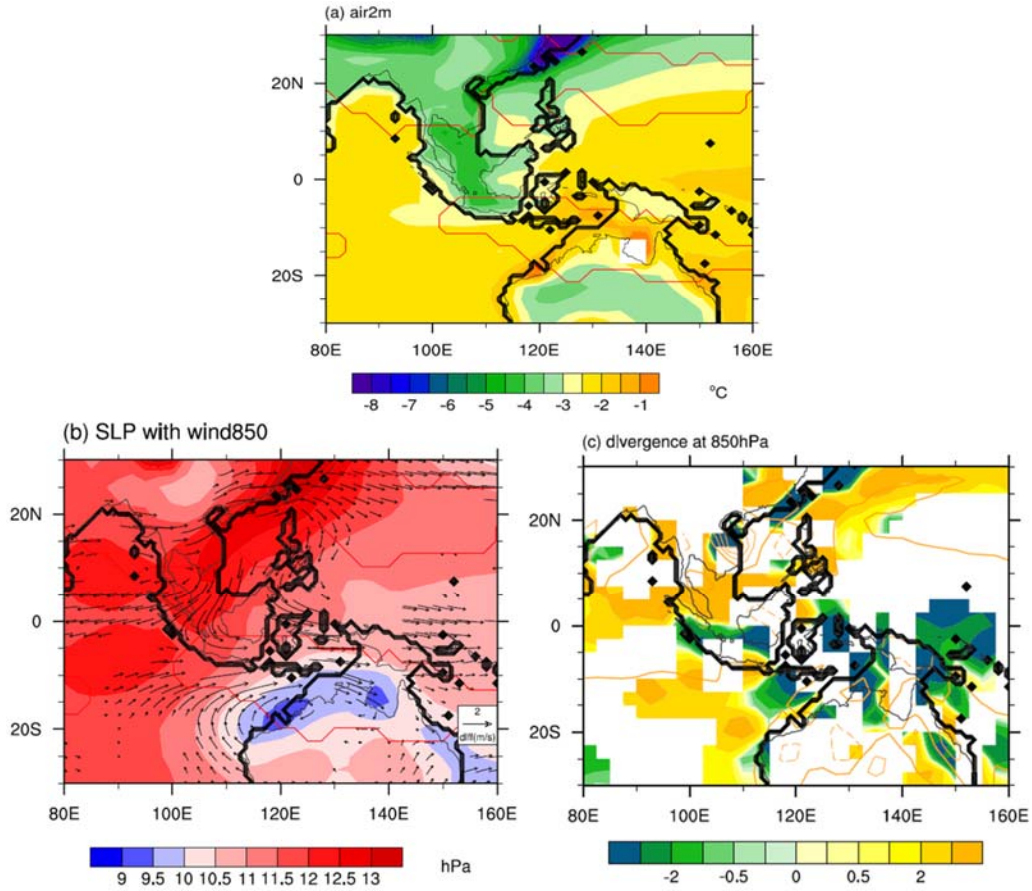 (a) air2m
20N
0
20S
80E 100E 120E 140E 160E
-8 -7 -6 -5 -4 -3 -2 -1 °C
(b) SLP with wind850
20N
0
20S
2
diff(m/s)
80E 100E 120E 140E 160E
9 9.5 10 10.5 11 11.5 12 12.5 13 hPa
(c) divergence at 850hPa
20N
0
20S
80E 100E 120E 140E 160E
-2 -0.5 0 0.5 2